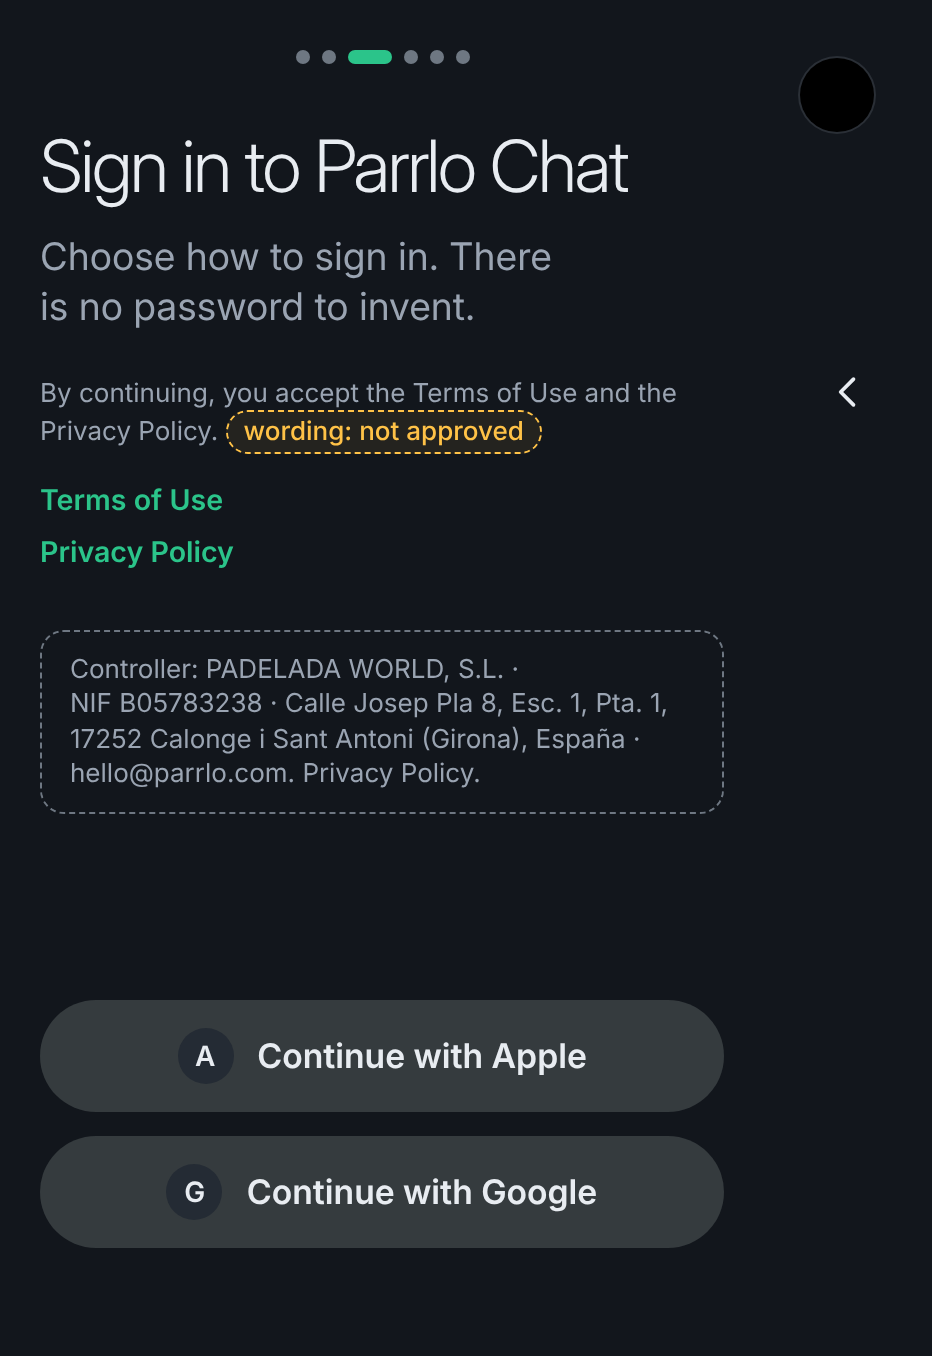 Sign in to Parrlo Chat
Choose how to sign in. There
is no password to invent.
By continuing, you accept the Terms of Use and the
Privacy Policy. wording: not approved
Terms of Use
Privacy Policy
Controller: PADELADA WORLD, S.L. ·
NIF B05783238 · Calle Josep Pla 8, Esc. 1, Pta. 1,
17252 Calonge i Sant Antoni (Girona), España ·
hello@parrlo.com. Privacy Policy.
A Continue with Apple
G Continue with Google